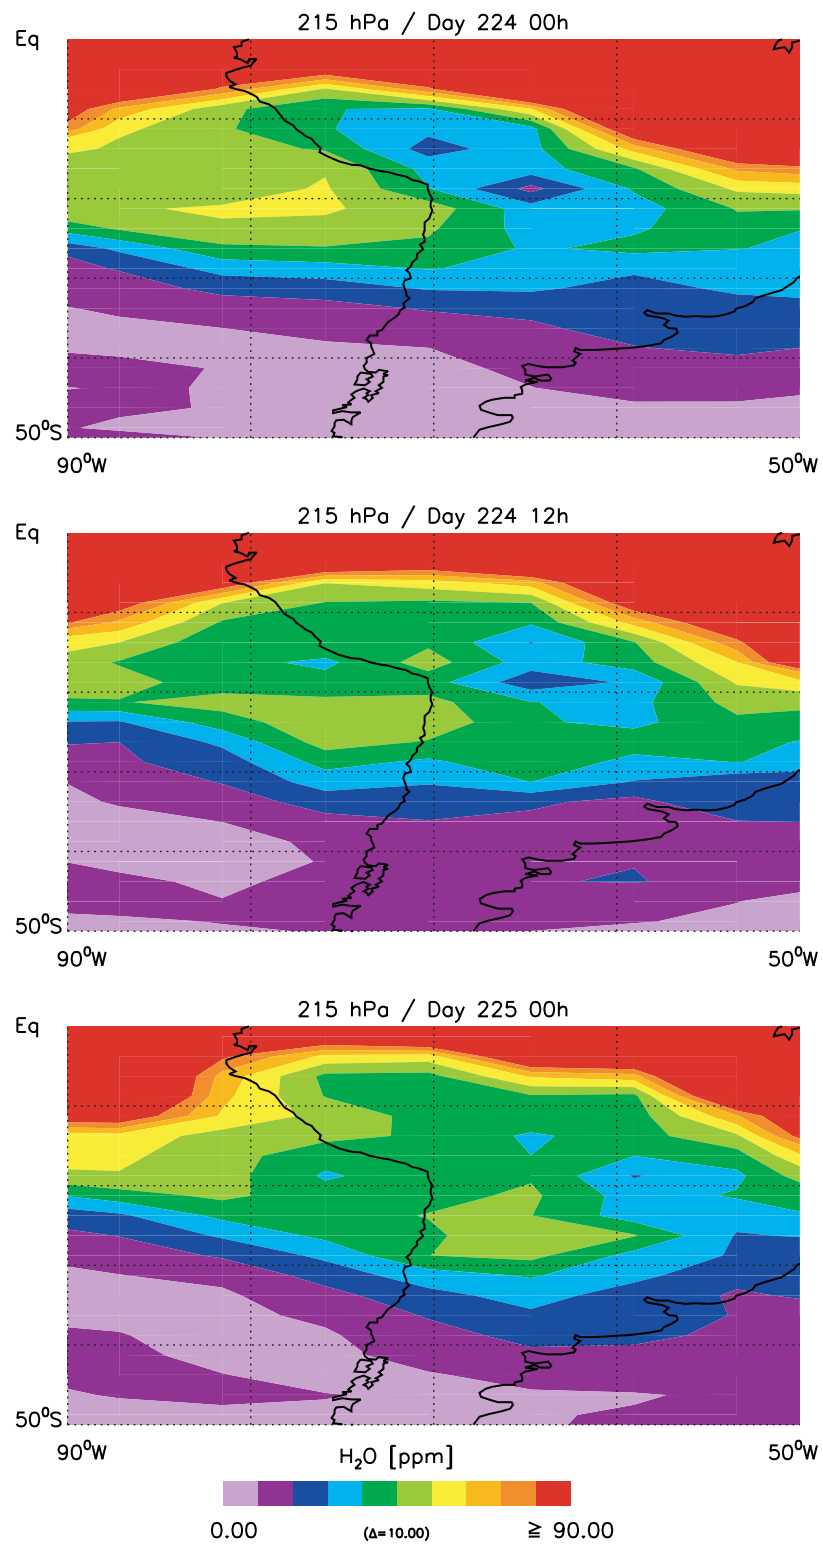 215 hPa / Day 224 00h
Eq
50⁰S
90⁰W 50⁰W
215 hPa / Day 224 12h
Eq
50⁰S
90⁰W 50⁰W
215 hPa / Day 225 00h
Eq
50⁰S
90⁰W H₂O [ppm] 50⁰W
0.00 (Δ=10.00) ≧ 90.00